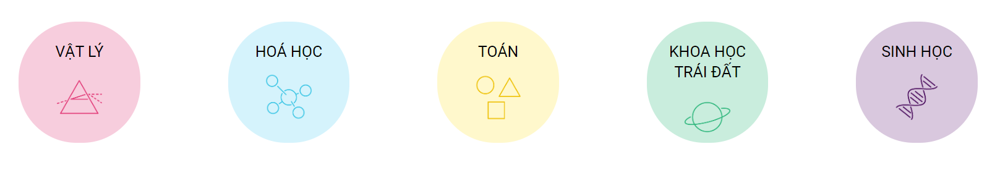 VẬT LÝ
HOÁ HỌC
TOÁN
KHOA HỌC
TRÁI ĐẤT
SINH HỌC